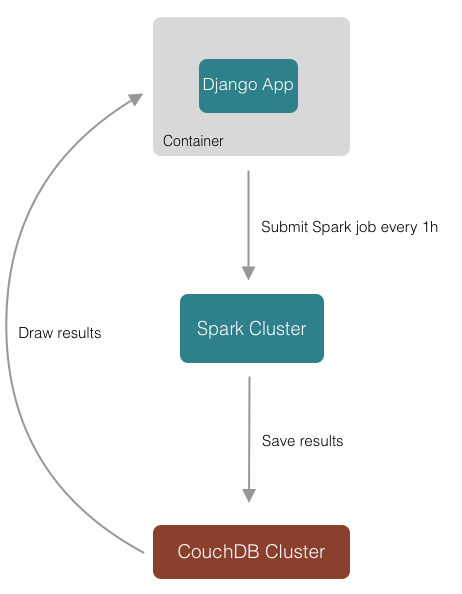 Django App
Container
Submit Spark job every 1h
Spark Cluster
Draw results
Save results
CouchDB Cluster